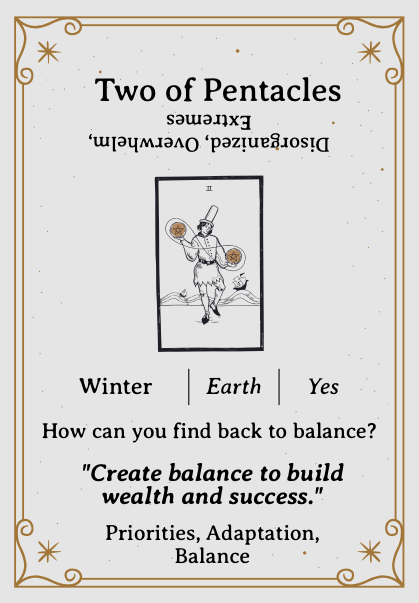 Two of Pentacles
Disorganized, Overwhelm,
Extremes
II
Winter | Earth | Yes
How can you find back to balance?
"Create balance to build
wealth and success."
Priorities, Adaptation,
Balance